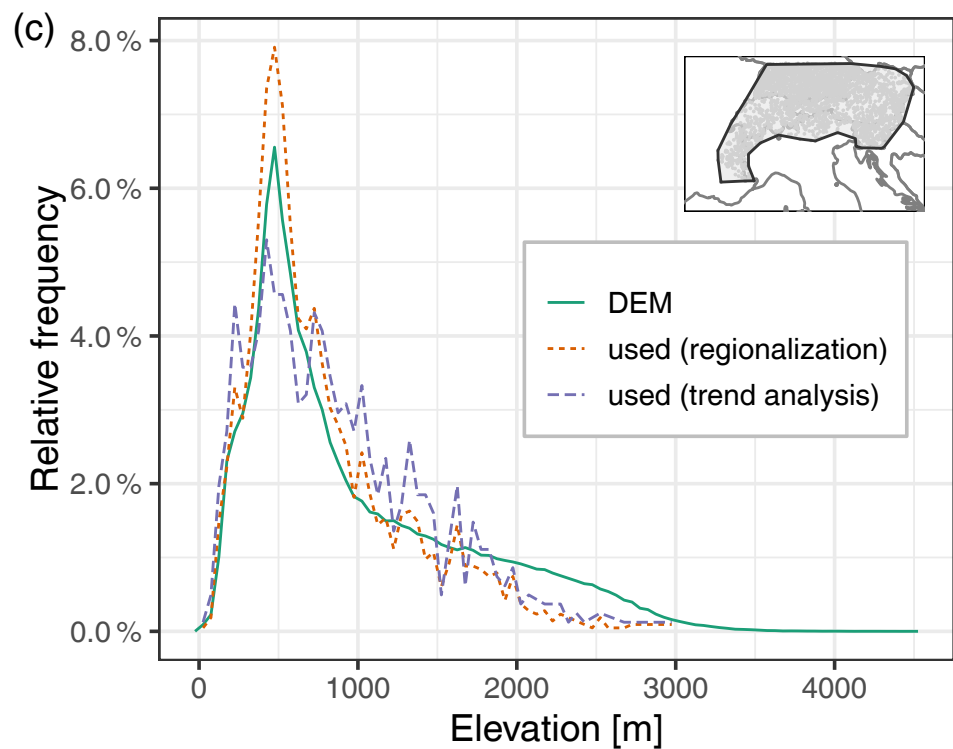 (c)
8.0 %
6.0 %
4.0 %
2.0 %
0.0 %
Relative frequency
DEM
used (regionalization)
used (trend analysis)
0 1000 2000 3000 4000
Elevation [m]